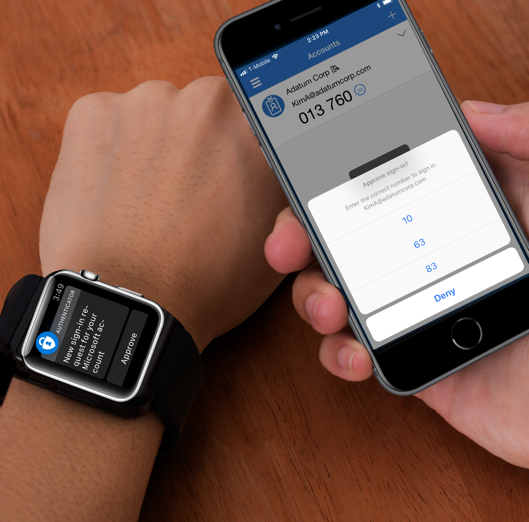 T-Mobile
2:23 PM
Accounts
Adatum Corp
KimA@adatumcorp.com
013 760
Approve sign-in?
Enter the correct number to sign in.
KimA@adatumcorp.com
10
63
83
Deny
3:49
AUTHENTICATOR
New sign-in re-
quest for your
Microsoft ac-
count
Approve